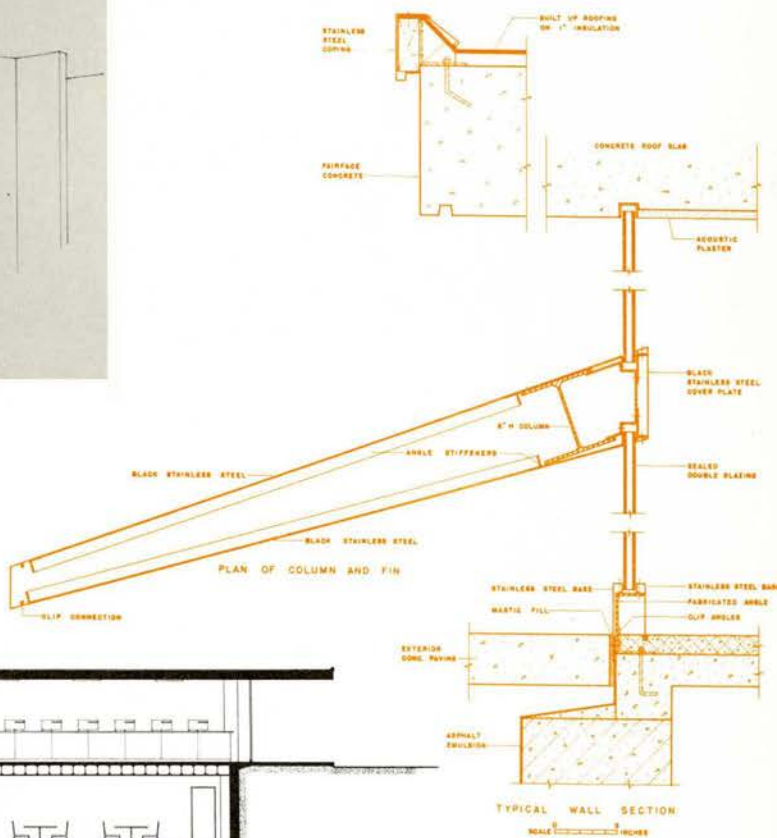 STAINLESS
STEEL
COPING
BUILT UP ROOFING
ON 1" INSULATION
FAIRFACE
CONCRETE
CONCRETE ROOF SLAB
ACOUSTIC
PLASTER
BLACK
STAINLESS STEEL
COVER PLATE
H COLUMN
ANGLE STIFFENERS
BLACK STAINLESS STEEL
SEALED
DOUBLE GLAZING
BLACK STAINLESS STEEL
PLAN OF COLUMN AND FIN
CLIP CONNECTION
STAINLESS STEEL BASE
STAINLESS STEEL BASE
MASTIC FILL
FABRICATED ANGLE
CLIP ANGLES
EXTERIOR
CONC. PAVING
ASPHALT
EMULSION
TYPICAL WALL SECTION
SCALE 0 INCHES